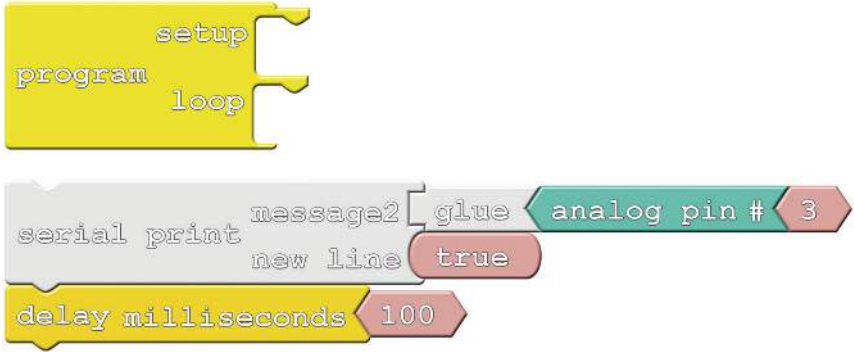 setup
program
loop
message2 glue analog pin # 3
serial print
new line true
delay milliseconds 100